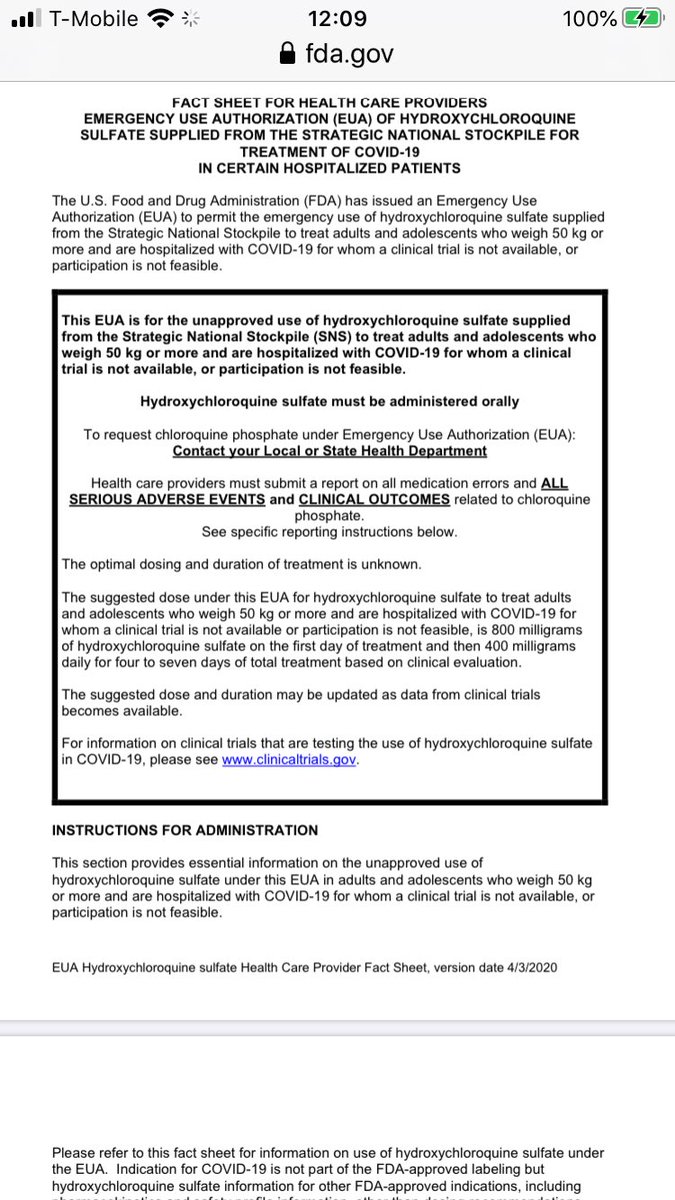 T-Mobile 12:09 100%
fda.gov
FACT SHEET FOR HEALTH CARE PROVIDERS
EMERGENCY USE AUTHORIZATION (EUA) OF HYDROXYCHLOROQUINE
SULFATE SUPPLIED FROM THE STRATEGIC NATIONAL STOCKPILE FOR
TREATMENT OF COVID-19
IN CERTAIN HOSPITALIZED PATIENTS
The U.S. Food and Drug Administration (FDA) has issued an Emergency Use
Authorization (EUA) to permit the emergency use of hydroxychloroquine sulfate supplied
from the Strategic National Stockpile to treat adults and adolescents who weigh 50 kg or
more and are hospitalized with COVID-19 for whom a clinical trial is not available, or
participation is not feasible.
This EUA is for the unapproved use of hydroxychloroquine sulfate supplied
from the Strategic National Stockpile (SNS) to treat adults and adolescents who
weigh 50 kg or more and are hospitalized with COVID-19 for whom a clinical
trial is not available, or participation is not feasible.
Hydroxychloroquine sulfate must be administered orally
To request chloroquine phosphate under Emergency Use Authorization (EUA):
Contact your Local or State Health Department
Health care providers must submit a report on all medication errors and ALL
SERIOUS ADVERSE EVENTS and CLINICAL OUTCOMES related to chloroquine
phosphate.
See specific reporting instructions below.
The optimal dosing and duration of treatment is unknown.
The suggested dose under this EUA for hydroxychloroquine sulfate to treat adults
and adolescents who weigh 50 kg or more and are hospitalized with COVID-19 for
whom a clinical trial is not available or participation is not feasible, is 800 milligrams
of hydroxychloroquine sulfate on the first day of treatment and then 400 milligrams
daily for four to seven days of total treatment based on clinical evaluation.
The suggested dose and duration may be updated as data from clinical trials
becomes available.
For information on clinical trials that are testing the use of hydroxychloroquine sulfate
in COVID-19, please see www.clinicaltrials.gov.
INSTRUCTIONS FOR ADMINISTRATION
This section provides essential information on the unapproved use of
hydroxychloroquine sulfate under this EUA in adults and adolescents who weigh 50 kg
or more and are hospitalized with COVID-19 for whom a clinical trial is not available, or
participation is not feasible.
EUA Hydroxychloroquine sulfate Health Care Provider Fact Sheet, version date 4/3/2020
Please refer to this fact sheet for information on use of hydroxychloroquine sulfate under
the EUA. Indication for COVID-19 is not part of the FDA-approved labeling but
hydroxychloroquine sulfate information for other FDA-approved indications, including